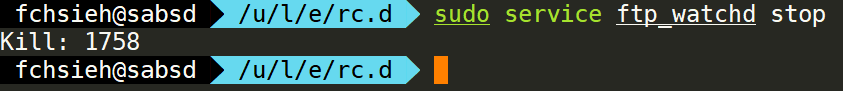 fchsieh@sabsd /u/l/e/rc.d sudo service ftp_watchd stop
Kill: 1758
fchsieh@sabsd /u/l/e/rc.d